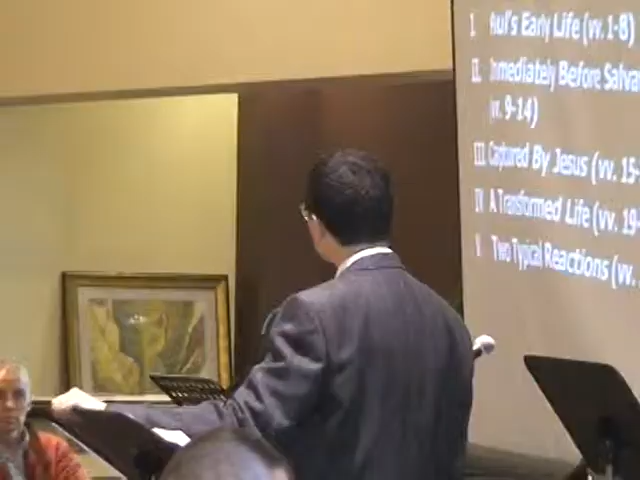 I. Aul's Early Life (vv. 1-8)
II. Immediately Before Salva
vv. 9-14)
III. Captured By Jesus (vv. 15-
IV A Transformed Life (vv. 19-
V Two Typical Reactions (vv.